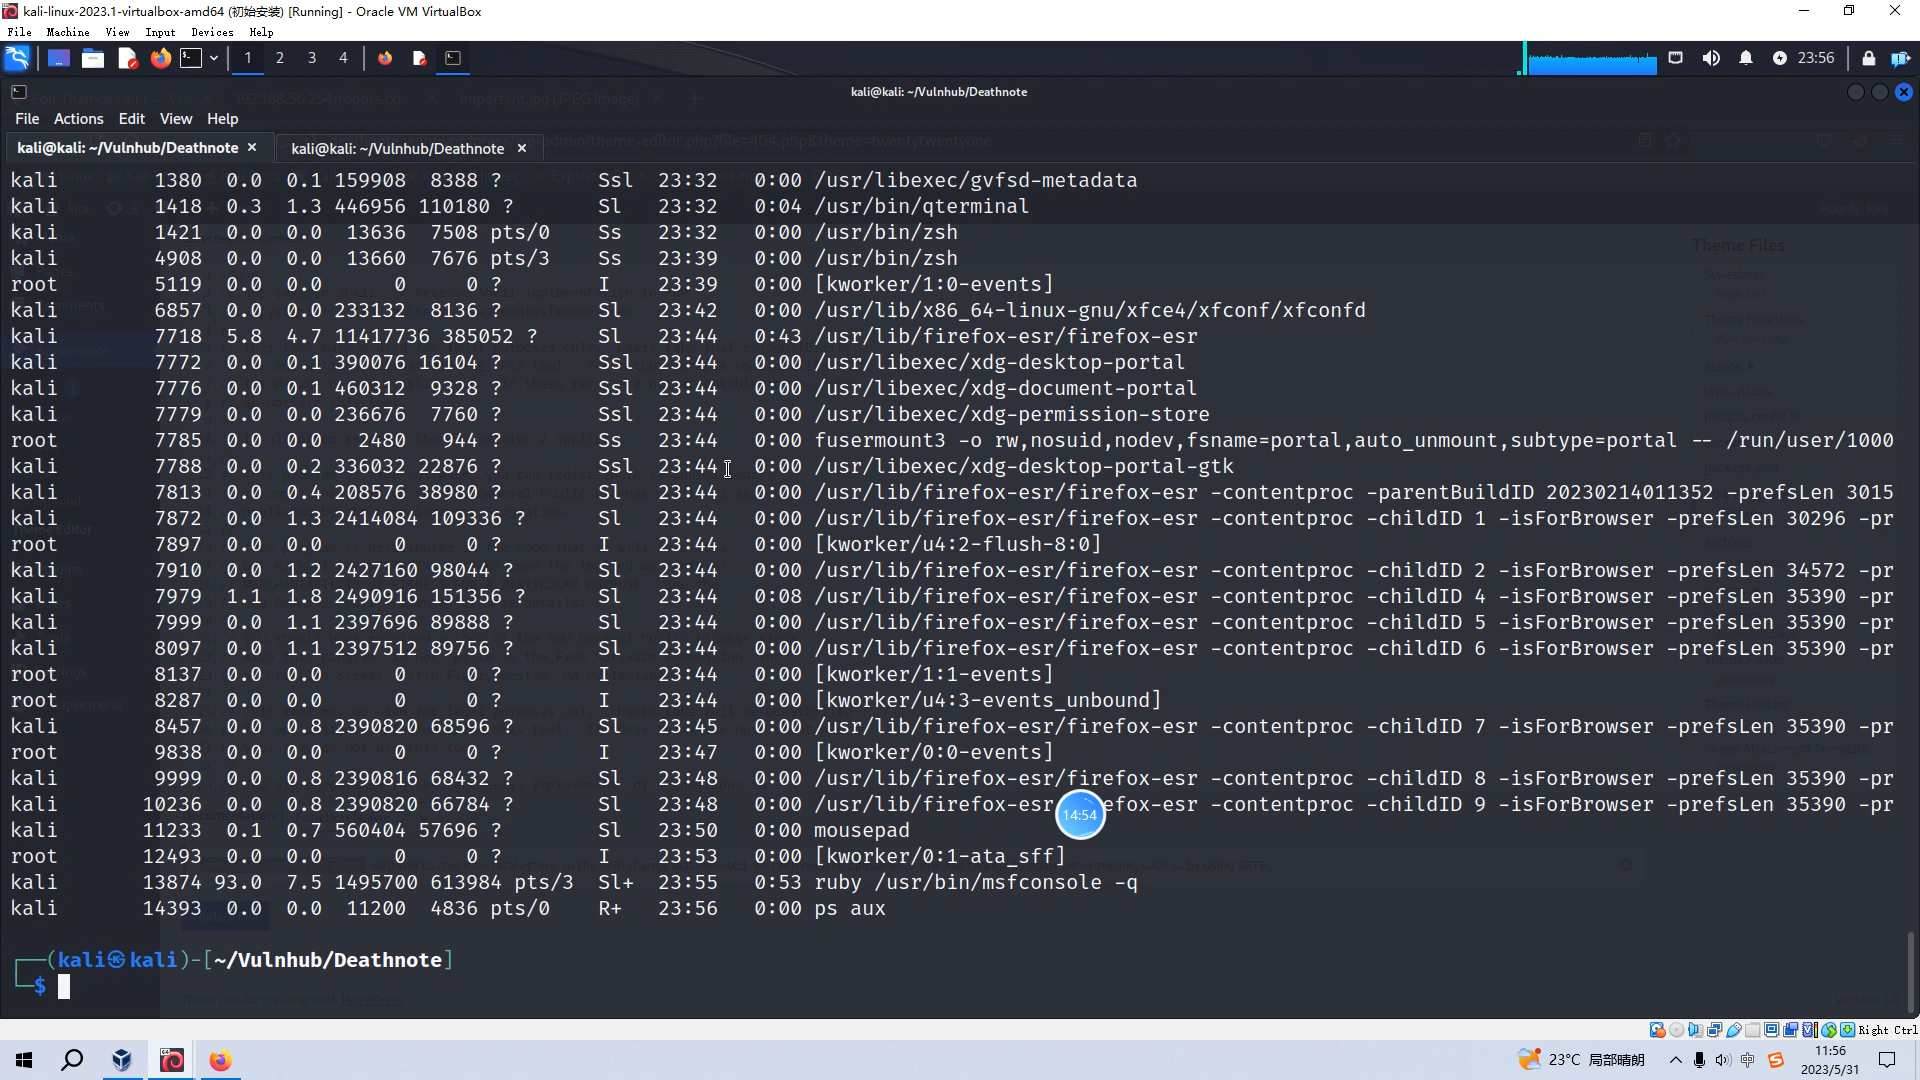 kali-linux-2023.1-virtualbox-amd64 (初始安装) [Running] - Oracle VM VirtualBox
File Machine View Input Devices Help
1 2 3 4 23:56
kali@kali: ~/Vulnhub/Deathnote
File Actions Edit View Help
kali@kali: ~/Vulnhub/Deathnote × kali@kali: ~/Vulnhub/Deathnote ×
kali 1380 0.0 0.1 159908 8388 ? Ssl 23:32 0:00 /usr/libexec/gvfsd-metadata
kali 1418 0.3 1.3 446956 110180 ? Sl 23:32 0:04 /usr/bin/qterminal
kali 1421 0.0 0.0 13636 7508 pts/0 Ss 23:32 0:00 /usr/bin/zsh
kali 4908 0.0 0.0 13660 7676 pts/3 Ss 23:39 0:00 /usr/bin/zsh
root 5119 0.0 0.0 0 0 ? I 23:39 0:00 [kworker/1:0-events]
kali 6857 0.0 0.0 233132 8136 ? Sl 23:42 0:00 /usr/lib/x86_64-linux-gnu/xfce4/xfconf/xfconfd
kali 7718 5.8 4.7 11417736 385052 ? Sl 23:44 0:43 /usr/lib/firefox-esr/firefox-esr
kali 7772 0.0 0.1 390076 16104 ? Ssl 23:44 0:00 /usr/libexec/xdg-desktop-portal
kali 7776 0.0 0.1 460312 9328 ? Ssl 23:44 0:00 /usr/libexec/xdg-document-portal
kali 7779 0.0 0.0 236676 7760 ? Ssl 23:44 0:00 /usr/libexec/xdg-permission-store
root 7785 0.0 0.0 2480 944 ? Ss 23:44 0:00 fusermount3 -o rw,nosuid,nodev,fsname=portal,auto_unmount,subtype=portal -- /run/user/1000
kali 7788 0.0 0.2 336032 22876 ? Ssl 23:44 0:00 /usr/libexec/xdg-desktop-portal-gtk
kali 7813 0.0 0.4 208576 38980 ? Sl 23:44 0:00 /usr/lib/firefox-esr/firefox-esr -contentproc -parentBuildID 20230214011352 -prefsLen 3015
kali 7872 0.0 1.3 2414084 109336 ? Sl 23:44 0:00 /usr/lib/firefox-esr/firefox-esr -contentproc -childID 1 -isForBrowser -prefsLen 30296 -pr
root 7897 0.0 0.0 0 0 ? I 23:44 0:00 [kworker/u4:2-flush-8:0]
kali 7910 0.0 1.2 2427160 98044 ? Sl 23:44 0:00 /usr/lib/firefox-esr/firefox-esr -contentproc -childID 2 -isForBrowser -prefsLen 34572 -pr
kali 7979 1.1 1.8 2490916 151356 ? Sl 23:44 0:08 /usr/lib/firefox-esr/firefox-esr -contentproc -childID 4 -isForBrowser -prefsLen 35390 -pr
kali 7999 0.0 1.1 2397696 89888 ? Sl 23:44 0:00 /usr/lib/firefox-esr/firefox-esr -contentproc -childID 5 -isForBrowser -prefsLen 35390 -pr
kali 8097 0.0 1.1 2397512 89756 ? Sl 23:44 0:00 /usr/lib/firefox-esr/firefox-esr -contentproc -childID 6 -isForBrowser -prefsLen 35390 -pr
root 8137 0.0 0.0 0 0 ? I 23:44 0:00 [kworker/1:1-events]
root 8287 0.0 0.0 0 0 ? I 23:44 0:00 [kworker/u4:3-events_unbound]
kali 8457 0.0 0.8 2390820 68596 ? Sl 23:45 0:00 /usr/lib/firefox-esr/firefox-esr -contentproc -childID 7 -isForBrowser -prefsLen 35390 -pr
root 9838 0.0 0.0 0 0 ? I 23:47 0:00 [kworker/0:0-events]
kali 9999 0.0 0.8 2390816 68432 ? Sl 23:48 0:00 /usr/lib/firefox-esr/firefox-esr -contentproc -childID 8 -isForBrowser -prefsLen 35390 -pr
kali 10236 0.0 0.8 2390820 66784 ? Sl 23:48 0:00 /usr/lib/firefox-esr efox-esr -contentproc -childID 9 -isForBrowser -prefsLen 35390 -pr
14:54
kali 11233 0.1 0.7 560404 57696 ? Sl 23:50 0:00 mousepad
root 12493 0.0 0.0 0 0 ? I 23:53 0:00 [kworker/0:1-ata_sff]
kali 13874 93.0 7.5 1495700 613984 pts/3 Sl+ 23:55 0:53 ruby /usr/bin/msfconsole -q
kali 14393 0.0 0.0 11200 4836 pts/0 R+ 23:56 0:00 ps aux
┌──(kali㉿kali)-[~/Vulnhub/Deathnote]
└─$
Right Ctrl
23°C 局部晴朗 中 11:56
2023/5/31